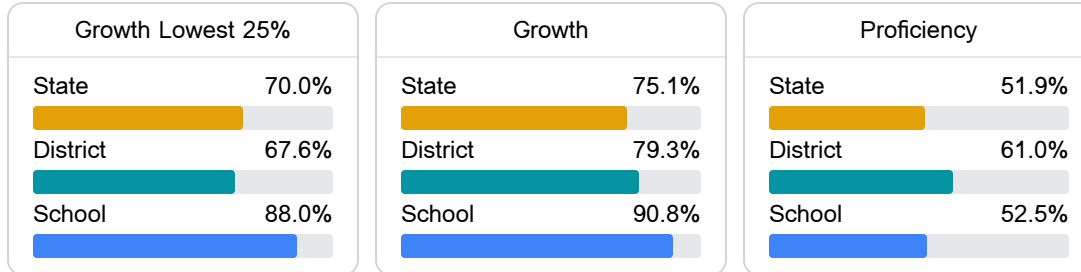 Growth Lowest 25%
State 70.0%
District 67.6%
School 88.0%
Growth
State 75.1%
District 79.3%
School 90.8%
Proficiency
State 51.9%
District 61.0%
School 52.5%